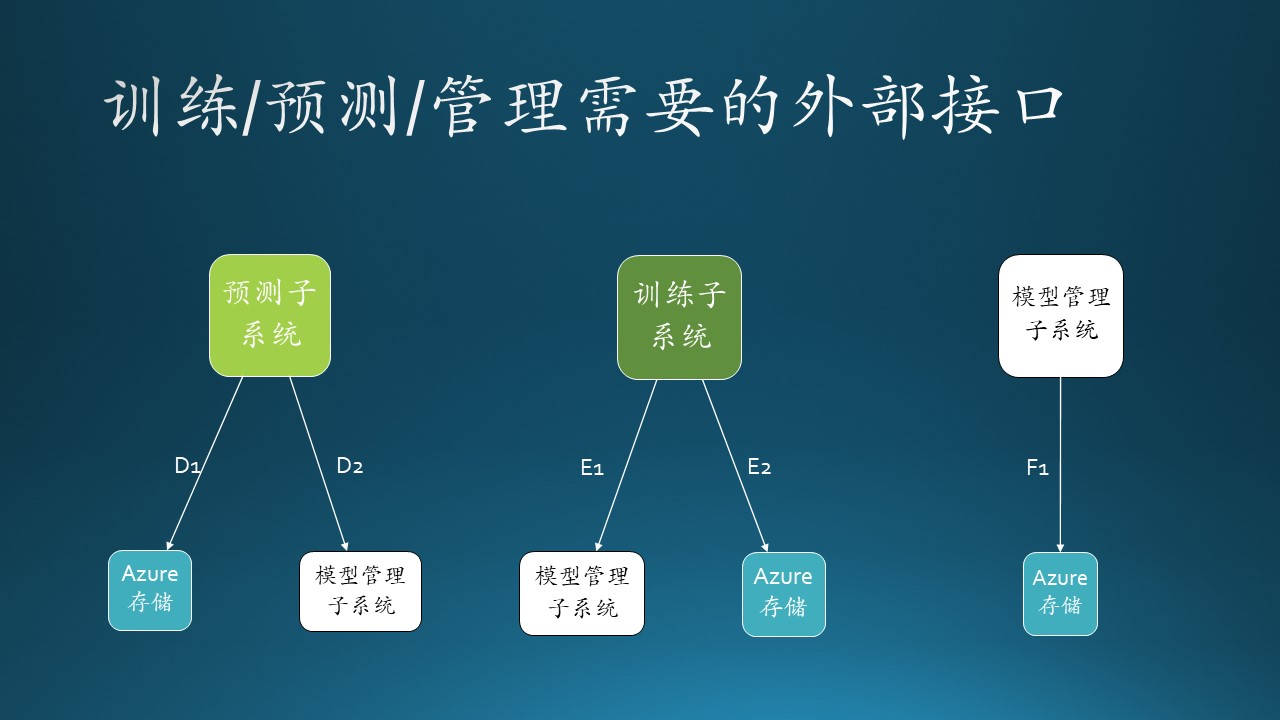 训练/预测/管理需要的外部接口
预测子
系统
训练子
系统
模型管理
子系统
D1
D2
E1
E2
F1
Azure
存储
模型管理
子系统
模型管理
子系统
Azure
存储
Azure
存储